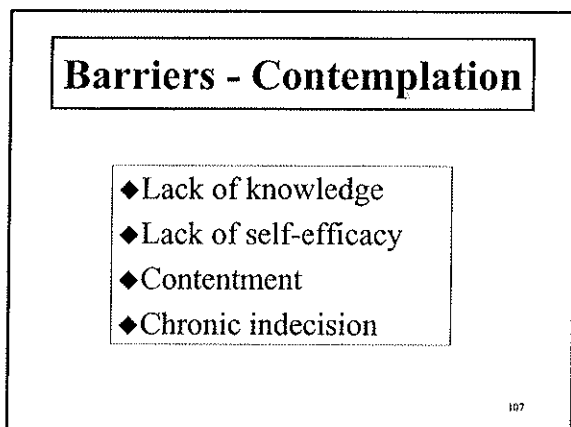 Barriers - Contemplation
◆Lack of knowledge
◆Lack of self-efficacy
◆Contentment
◆Chronic indecision
107